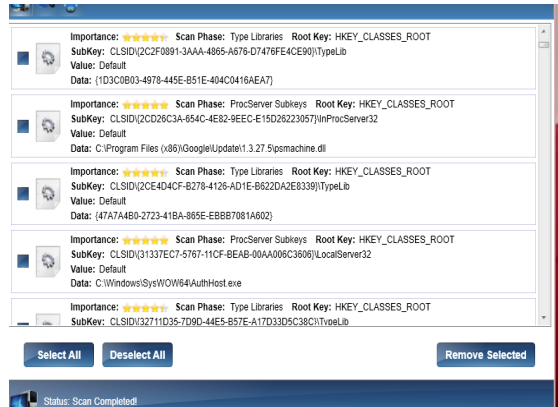 Importance: Scan Phase: Type Libraries Root Key: HKEY_CLASSES_ROOT
SubKey: CLSID\{2C2F0891-3AAA-4865-A676-D7476FE4CE90}\TypeLib
Value: Default
Data: {1D3C0B03-4978-445E-B51E-404C0416AEA7}
Importance: Scan Phase: ProcServer Subkeys Root Key: HKEY_CLASSES_ROOT
SubKey: CLSID\{2CD26C3A-654C-4E82-9EEC-E15D26223057}\InProcServer32
Value: Default
Data: C:\Program Files (x86)\Google\Update\1.3.27.5\psmachine.dll
Importance: Scan Phase: Type Libraries Root Key: HKEY_CLASSES_ROOT
SubKey: CLSID\{2CE4D4CF-B278-4126-AD1E-B622DA2E8339}\TypeLib
Value: Default
Data: {47A7A4B0-2723-41BA-865E-EBBB7081A602}
Importance: Scan Phase: ProcServer Subkeys Root Key: HKEY_CLASSES_ROOT
SubKey: CLSID\{31337EC7-5767-11CF-BEAB-00AA006C3606}\LocalServer32
Value: Default
Data: C:\Windows\SysWOW64\AuthHost.exe
Importance: Scan Phase: Type Libraries Root Key: HKEY_CLASSES_ROOT
SubKey: CLSID\{32711D35-7D9D-44E5-B57E-A17D33D5C38C}\TypeLib
Select All Deselect All Remove Selected
Status: Scan Completed!